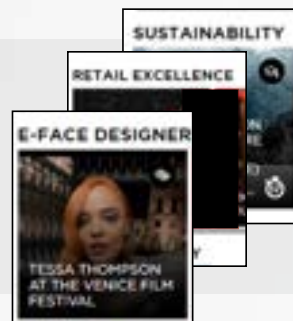 SUSTAINABILITY
RETAIL EXCELLENCE
E-FACE DESIGNER
TESSA THOMPSON
AT THE VENICE FILM
FESTIVAL